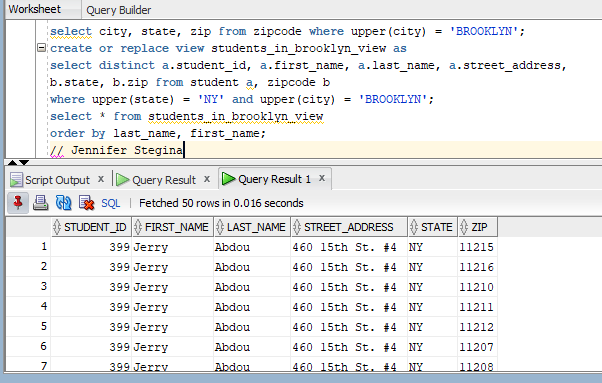 Worksheet Query Builder
select city, state, zip from zipcode where upper(city) = 'BROOKLYN';
create or replace view students_in_brooklyn_view as
select distinct a.student_id, a.first_name, a.last_name, a.street_address,
b.state, b.zip from student a, zipcode b
where upper(state) = 'NY' and upper(city) = 'BROOKLYN';
select * from students_in_brooklyn_view
order by last_name, first_name;
// Jennifer Stegina
Script Output x Query Result x Query Result 1 x
SQL | Fetched 50 rows in 0.016 seconds
STUDENT_ID FIRST_NAME LAST_NAME STREET_ADDRESS STATE ZIP
1 399 Jerry Abdou 460 15th St. #4 NY 11215
2 399 Jerry Abdou 460 15th St. #4 NY 11216
3 399 Jerry Abdou 460 15th St. #4 NY 11210
4 399 Jerry Abdou 460 15th St. #4 NY 11211
5 399 Jerry Abdou 460 15th St. #4 NY 11212
6 399 Jerry Abdou 460 15th St. #4 NY 11207
7 399 Jerry Abdou 460 15th St. #4 NY 11208